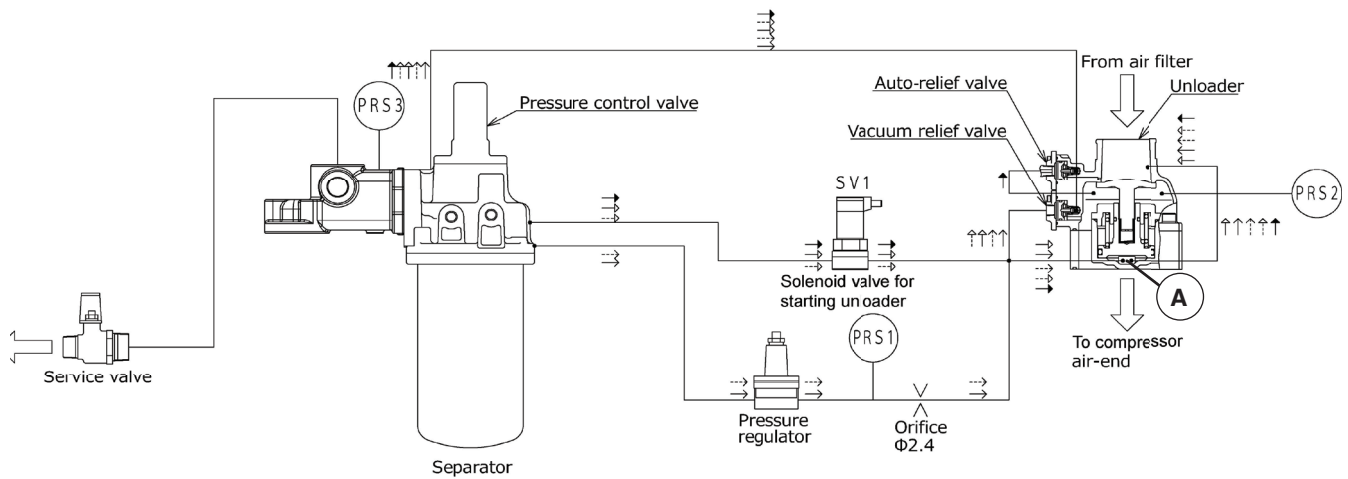 From air filter
Auto-relief valve
Unloader
PRS3
Pressure control valve
Vacuum relief valve
SV1
PRS2
Solenoid valve for
starting unloader
A
PRS1
To compressor
air-end
Service valve
Pressure
regulator
Orifice
Φ2.4
Separator